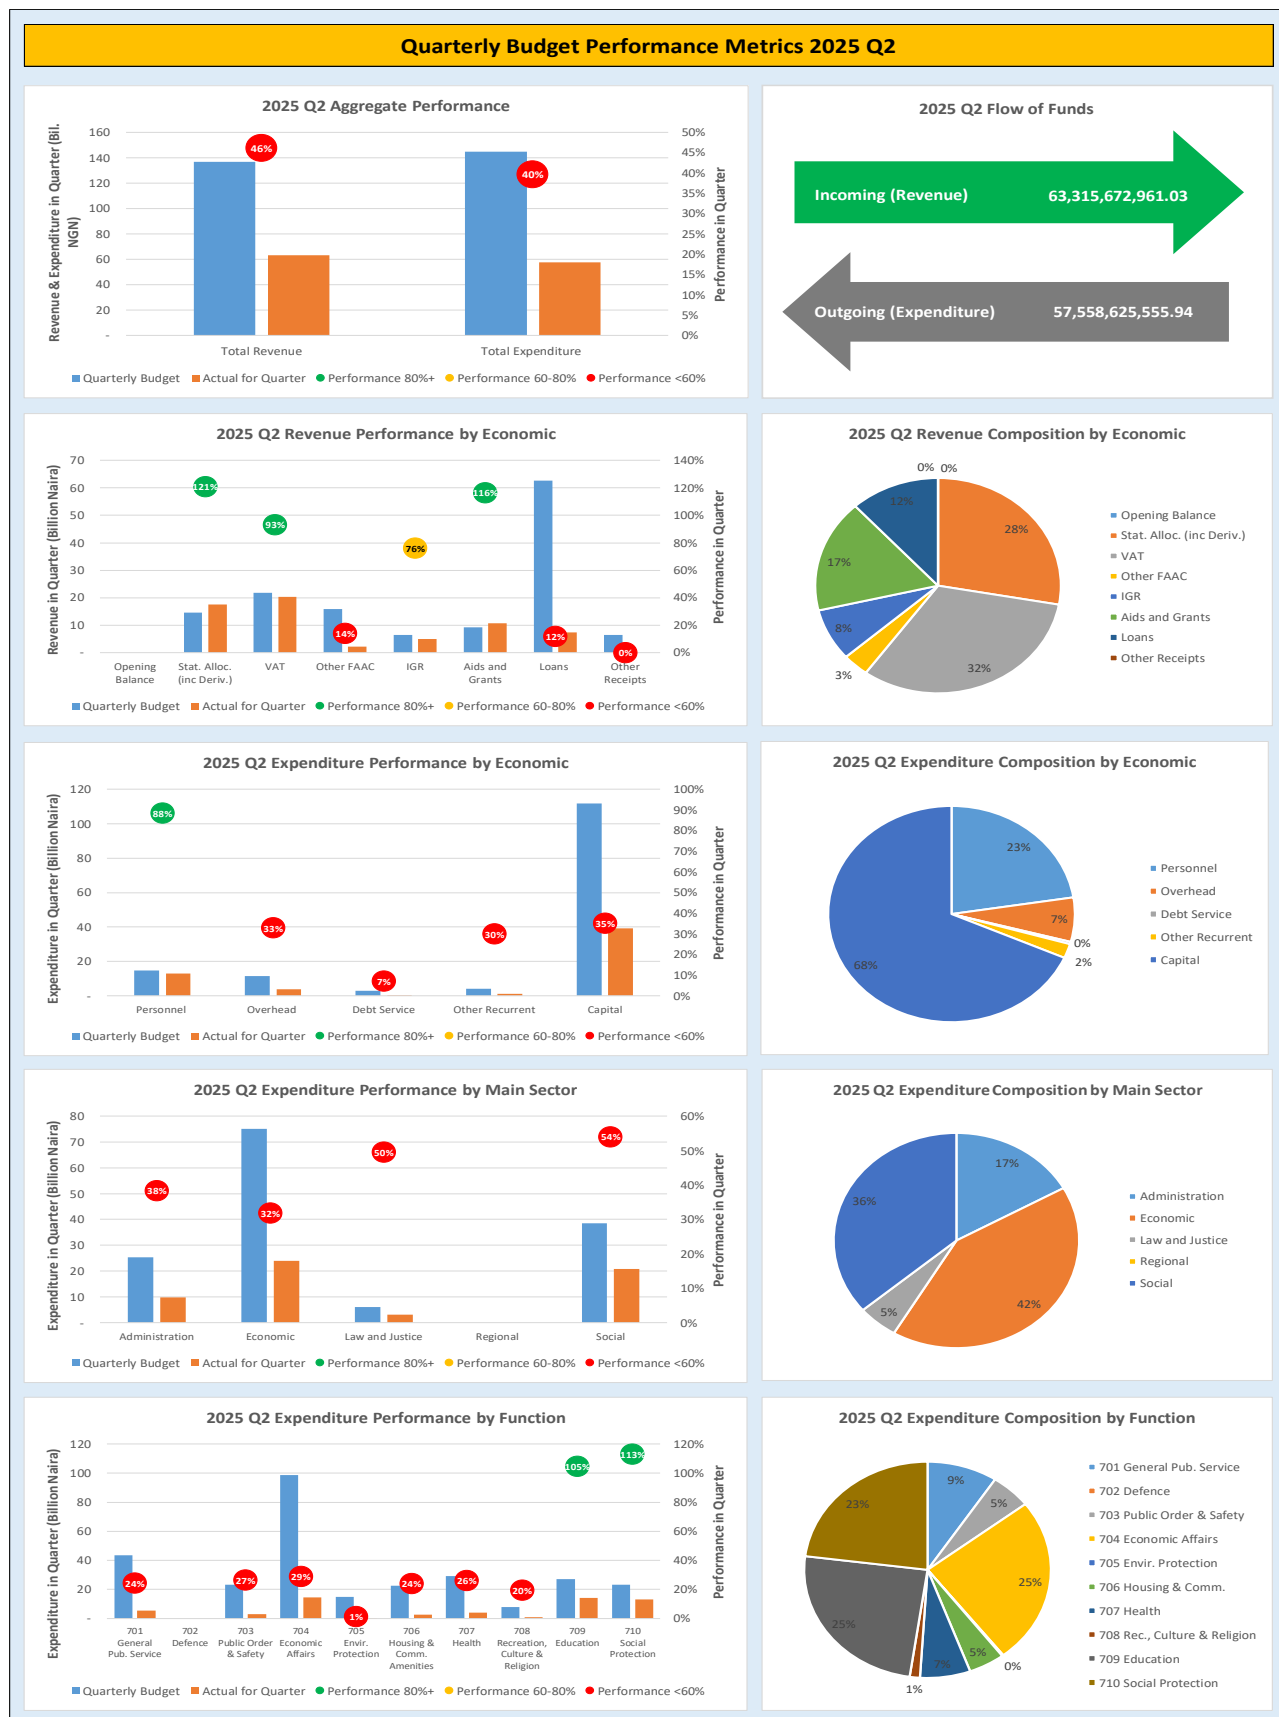 Quarterly Budget Performance Metrics 2025 Q2
2025 Q2 Aggregate Performance
Revenue & Expenditure in Quarter (Bil. NGN)
160
140
120
100
80
60
40
20
-
50%
45%
40%
35%
30%
25%
20%
15%
10%
5%
0%
Performance in Quarter
46%
40%
Total Revenue
Total Expenditure
Quarterly Budget
Actual for Quarter
Performance 80%+
Performance 60-80%
Performance <60%
2025 Q2 Flow of Funds
Incoming (Revenue) 63,315,672,961.03
Outgoing (Expenditure) 57,558,625,555.94
2025 Q2 Revenue Performance by Economic
Revenue in Quarter (Billion Naira)
70
60
50
40
30
20
10
-
140%
120%
100%
80%
60%
40%
20%
0%
Performance in Quarter
121%
93%
14%
76%
116%
12%
0%
Opening Balance
Stat. Alloc. (inc Deriv.)
VAT
Other FAAC
IGR
Aids and Grants
Loans
Other Receipts
Quarterly Budget
Actual for Quarter
Performance 80%+
Performance 60-80%
Performance <60%
2025 Q2 Revenue Composition by Economic
0%
0%
28%
32%
3%
8%
17%
12%
Opening Balance
Stat. Alloc. (inc Deriv.)
VAT
Other FAAC
IGR
Aids and Grants
Loans
Other Receipts
2025 Q2 Expenditure Performance by Economic
Expenditure in Quarter (Billion Naira)
120
100
80
60
40
20
-
100%
90%
80%
70%
60%
50%
40%
30%
20%
10%
0%
Performance in Quarter
88%
33%
7%
30%
35%
Personnel
Overhead
Debt Service
Other Recurrent
Capital
Quarterly Budget
Actual for Quarter
Performance 80%+
Performance 60-80%
Performance <60%
2025 Q2 Expenditure Composition by Economic
23%
7%
0%
2%
68%
Personnel
Overhead
Debt Service
Other Recurrent
Capital
2025 Q2 Expenditure Performance by Main Sector
Expenditure in Quarter (Billion Naira)
80
70
60
50
40
30
20
10
-
60%
50%
40%
30%
20%
10%
0%
Performance in Quarter
38%
32%
50%
54%
Administration
Economic
Law and Justice
Regional
Social
Quarterly Budget
Actual for Quarter
Performance 80%+
Performance 60-80%
Performance <60%
2025 Q2 Expenditure Composition by Main Sector
17%
42%
5%
36%
Administration
Economic
Law and Justice
Regional
Social
2025 Q2 Expenditure Performance by Function
Expenditure in Quarter (Billion Naira)
120
100
80
60
40
20
-
120%
100%
80%
60%
40%
20%
0%
Performance in Quarter
24%
27%
29%
1%
24%
26%
20%
105%
113%
701 General Pub. Service
702 Defence
703 Public Order & Safety
704 Economic Affairs
705 Envir. Protection
706 Housing & Comm. Amenities
707 Health
708 Recreation, Culture & Religion
709 Education
710 Social Protection
Quarterly Budget
Actual for Quarter
Performance 80%+
Performance 60-80%
Performance <60%
2025 Q2 Expenditure Composition by Function
9%
5%
25%
0%
5%
7%
1%
25%
23%
701 General Pub. Service
702 Defence
703 Public Order & Safety
704 Economic Affairs
705 Envir. Protection
706 Housing & Comm.
707 Health
708 Rec., Culture & Religion
709 Education
710 Social Protection